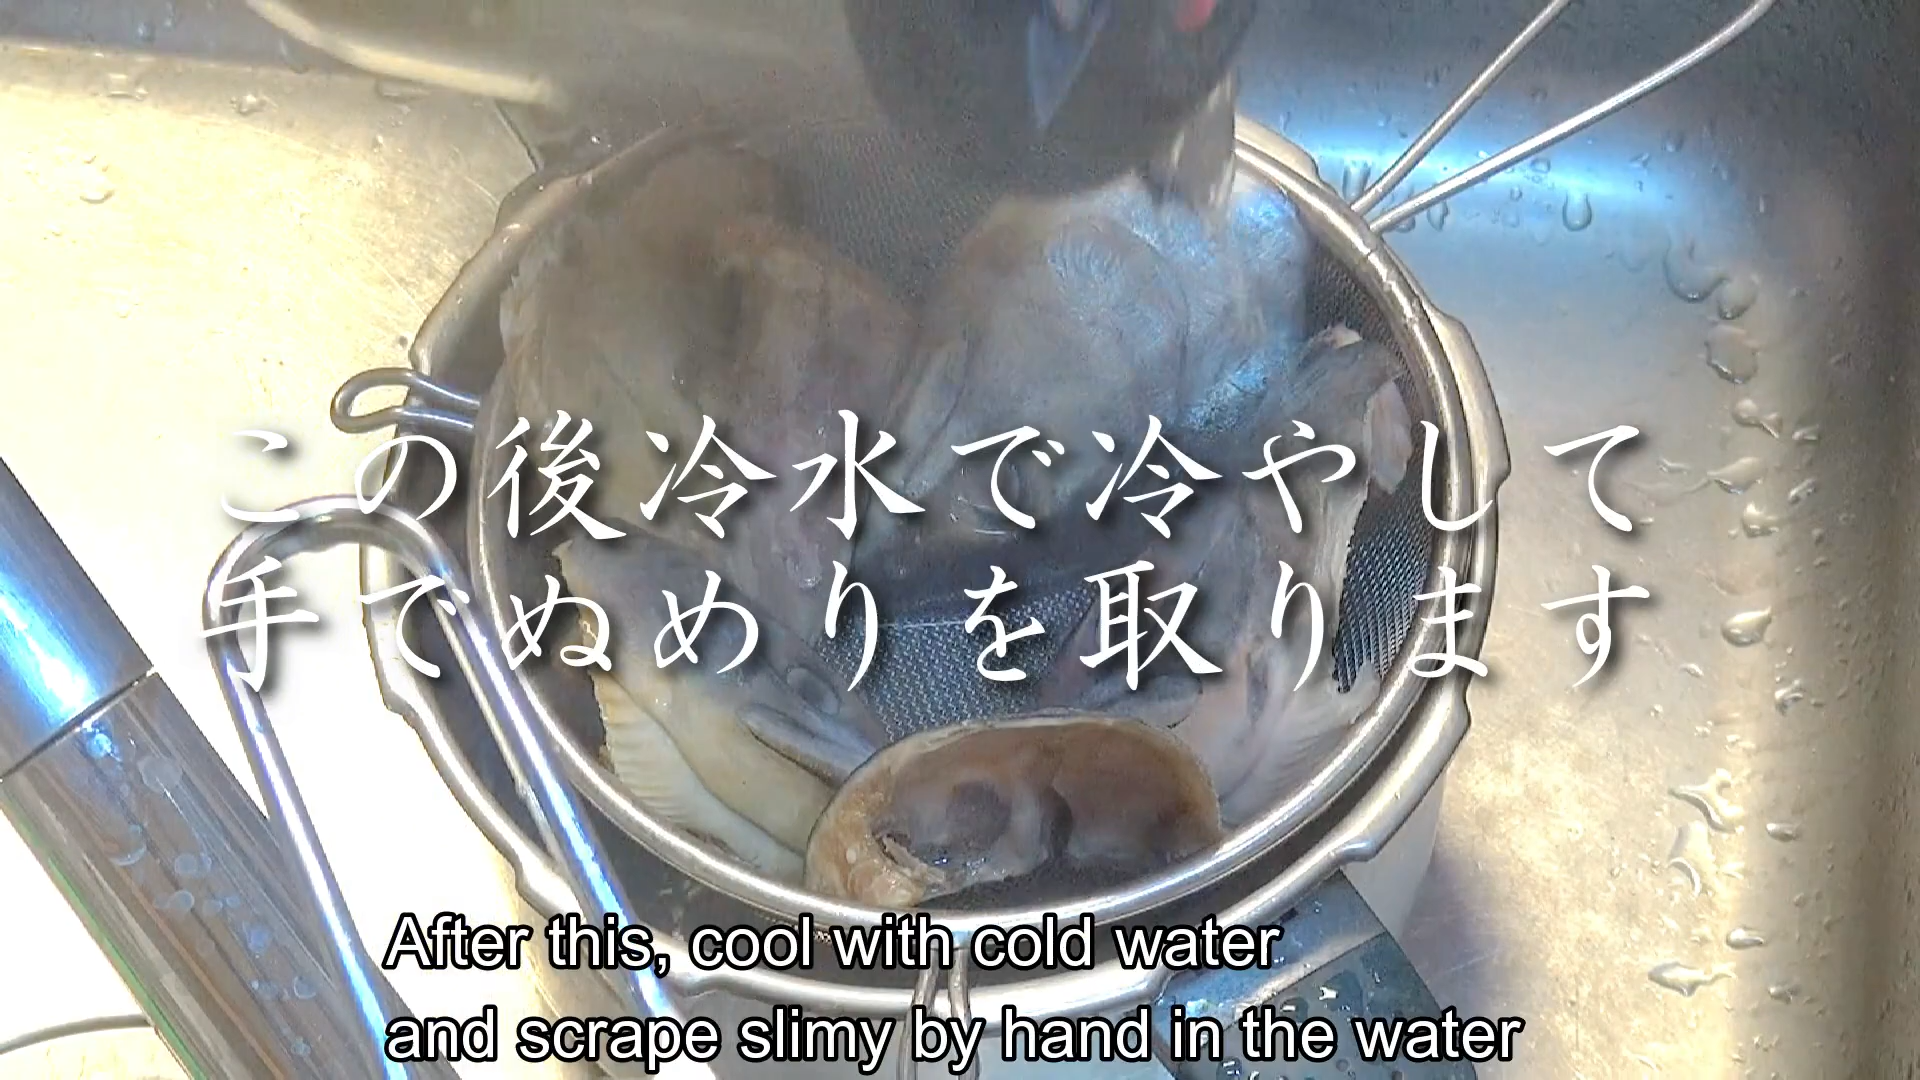 この後冷水で冷やして
手でぬめりを取ります
After this, cool with cold water
and scrape slimy by hand in the water